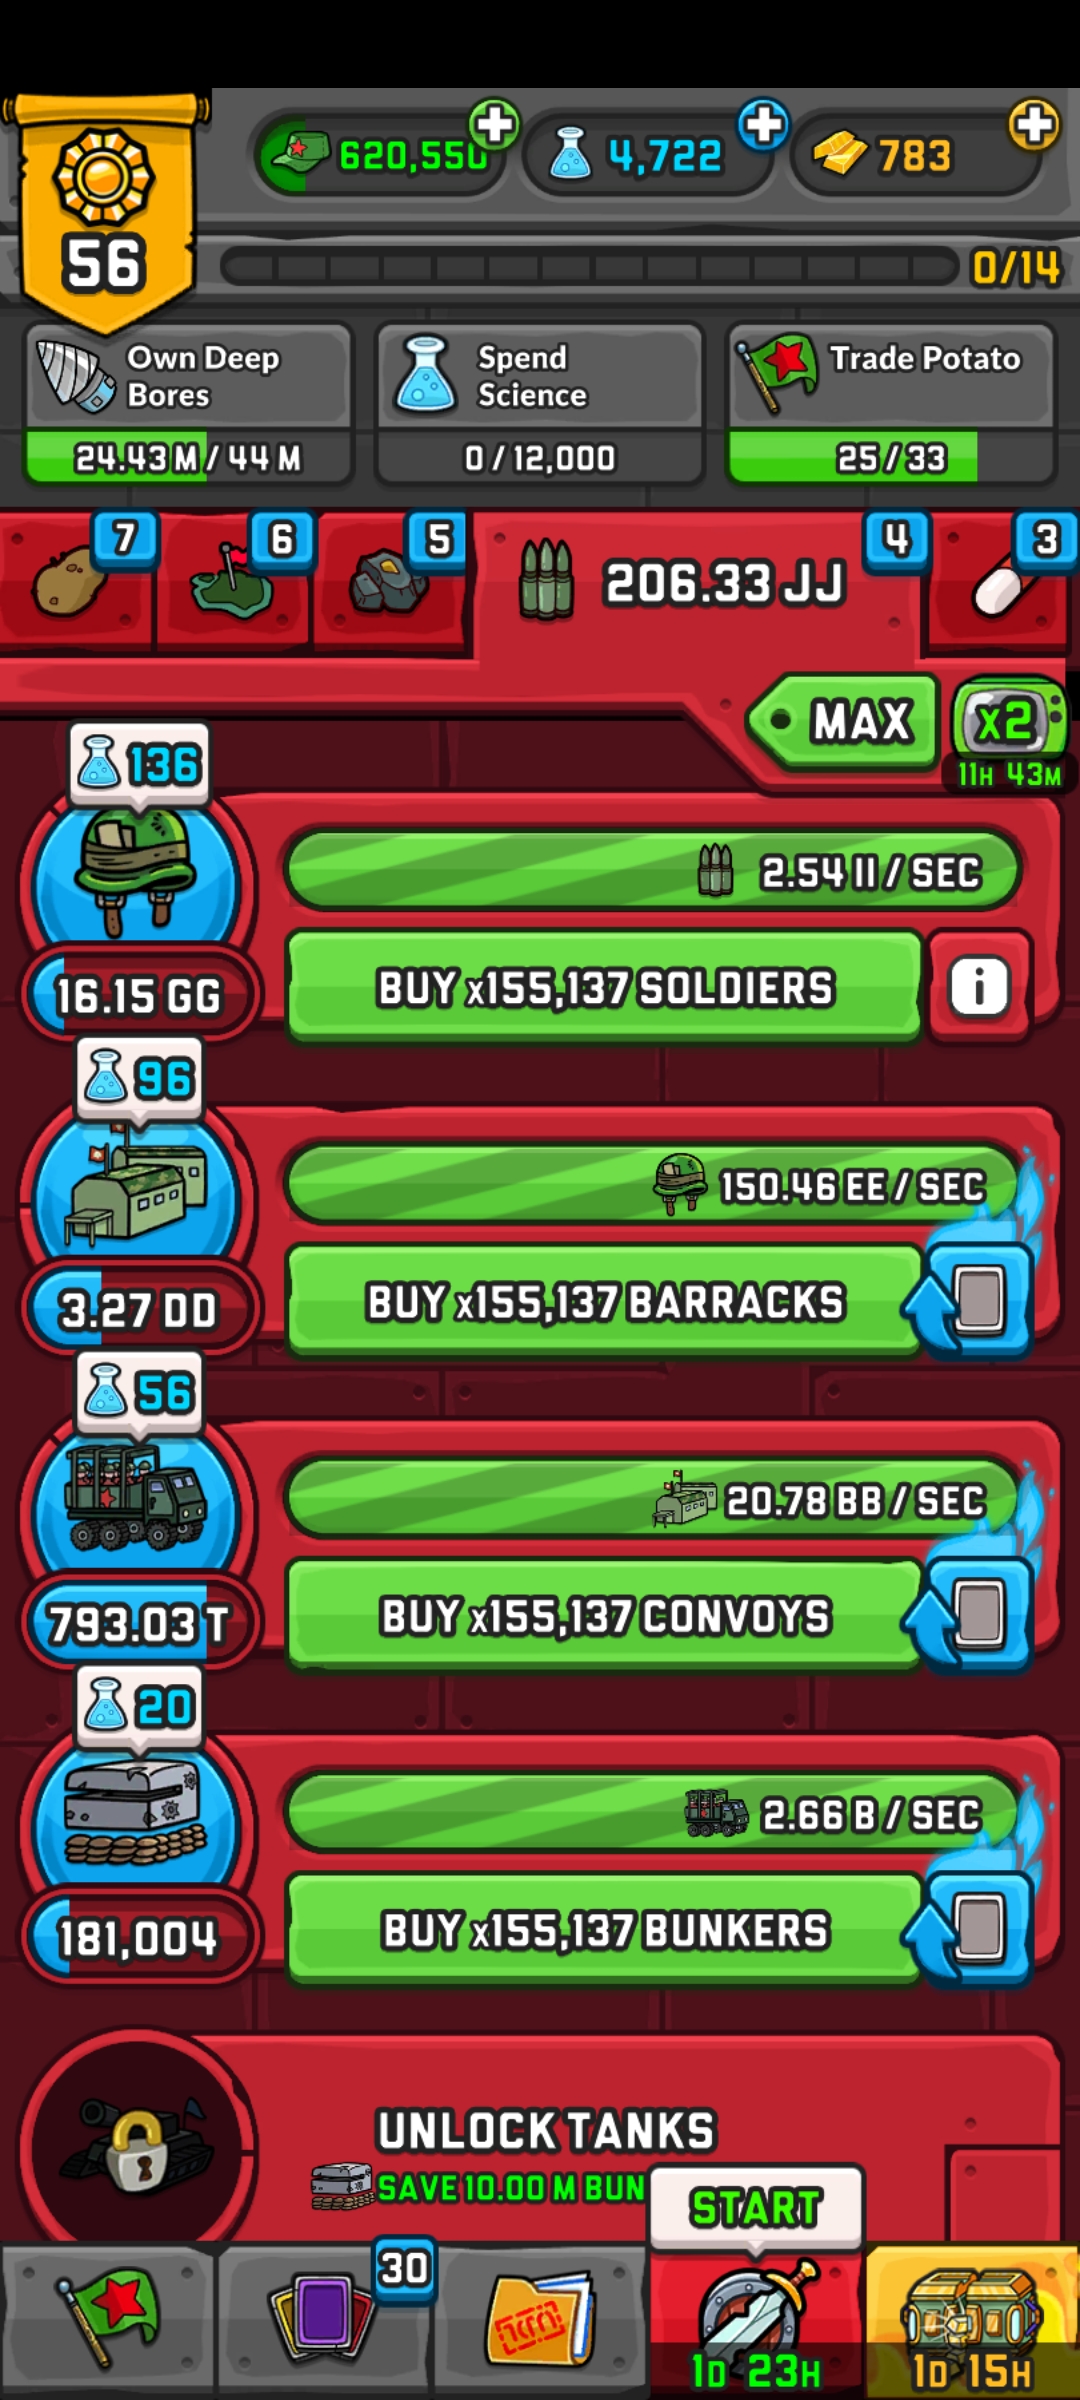 620,550
4,722
783
56
0/14
Own Deep Bores
24.43 M / 44 M
Spend Science
0 / 12,000
Trade Potato
25 / 33
7
6
5
206.33 JJ
4
3
MAX
x2
11H 43M
136
2.54 II / SEC
16.15 GG
BUY x155,137 SOLDIERS
i
96
150.46 EE / SEC
3.27 DD
BUY x155,137 BARRACKS
56
20.78 BB / SEC
793.03 T
BUY x155,137 CONVOYS
20
2.66 B / SEC
181,004
BUY x155,137 BUNKERS
UNLOCK TANKS
SAVE 10.00 M BUN
START
30
1D 23H
1D 15H